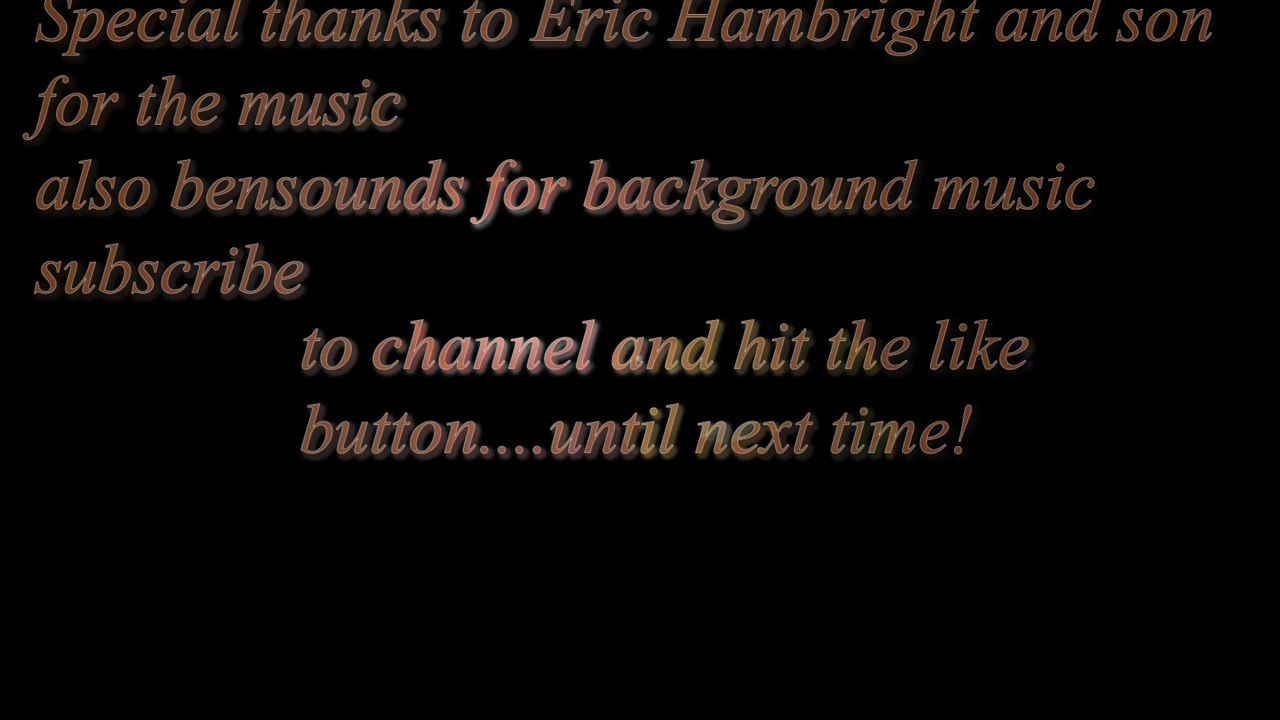 Special thanks to Eric Hambright and son
for the music
also bensounds for background music
subscribe
to channel and hit the like
button....until next time!